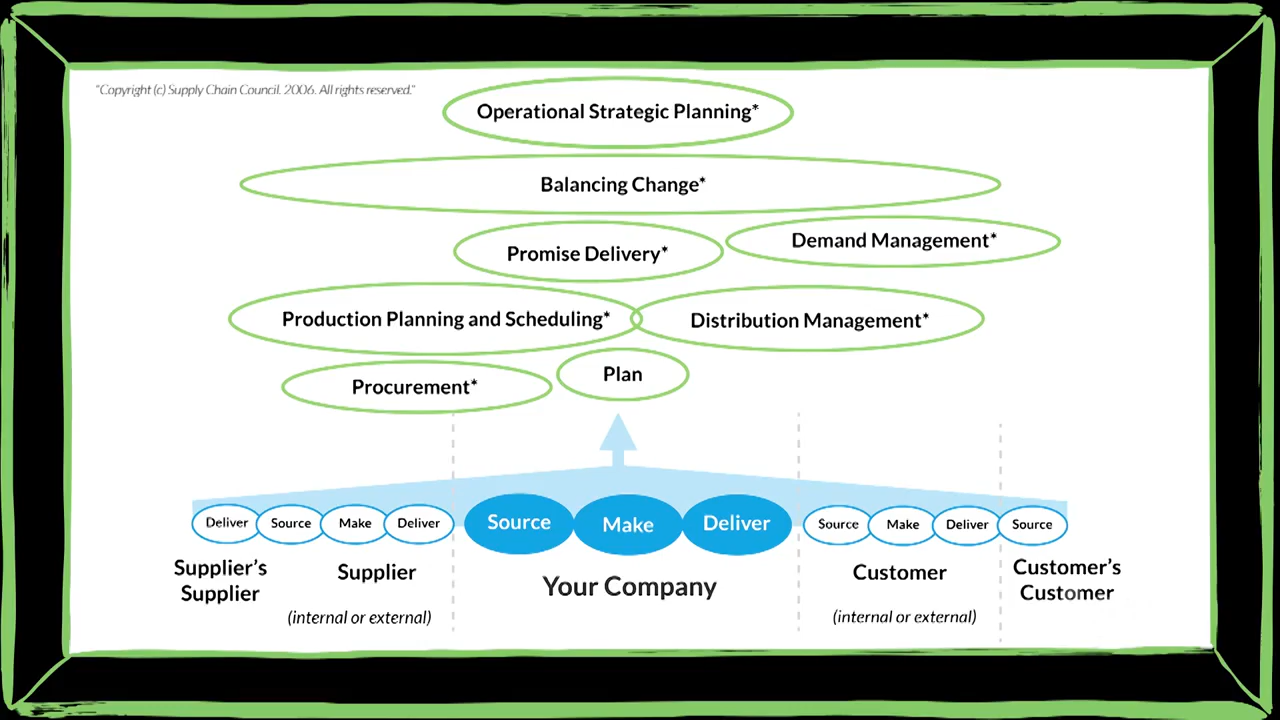 "Copyright (c) Supply Chain Council. 2006. All rights reserved."
Operational Strategic Planning*
Balancing Change*
Promise Delivery*
Demand Management*
Production Planning and Scheduling*
Distribution Management*
Procurement*
Plan
Deliver
Source
Make
Deliver
Source
Make
Deliver
Source
Make
Deliver
Source
Supplier's
Supplier
Supplier
(internal or external)
Your Company
Customer
(internal or external)
Customer's
Customer